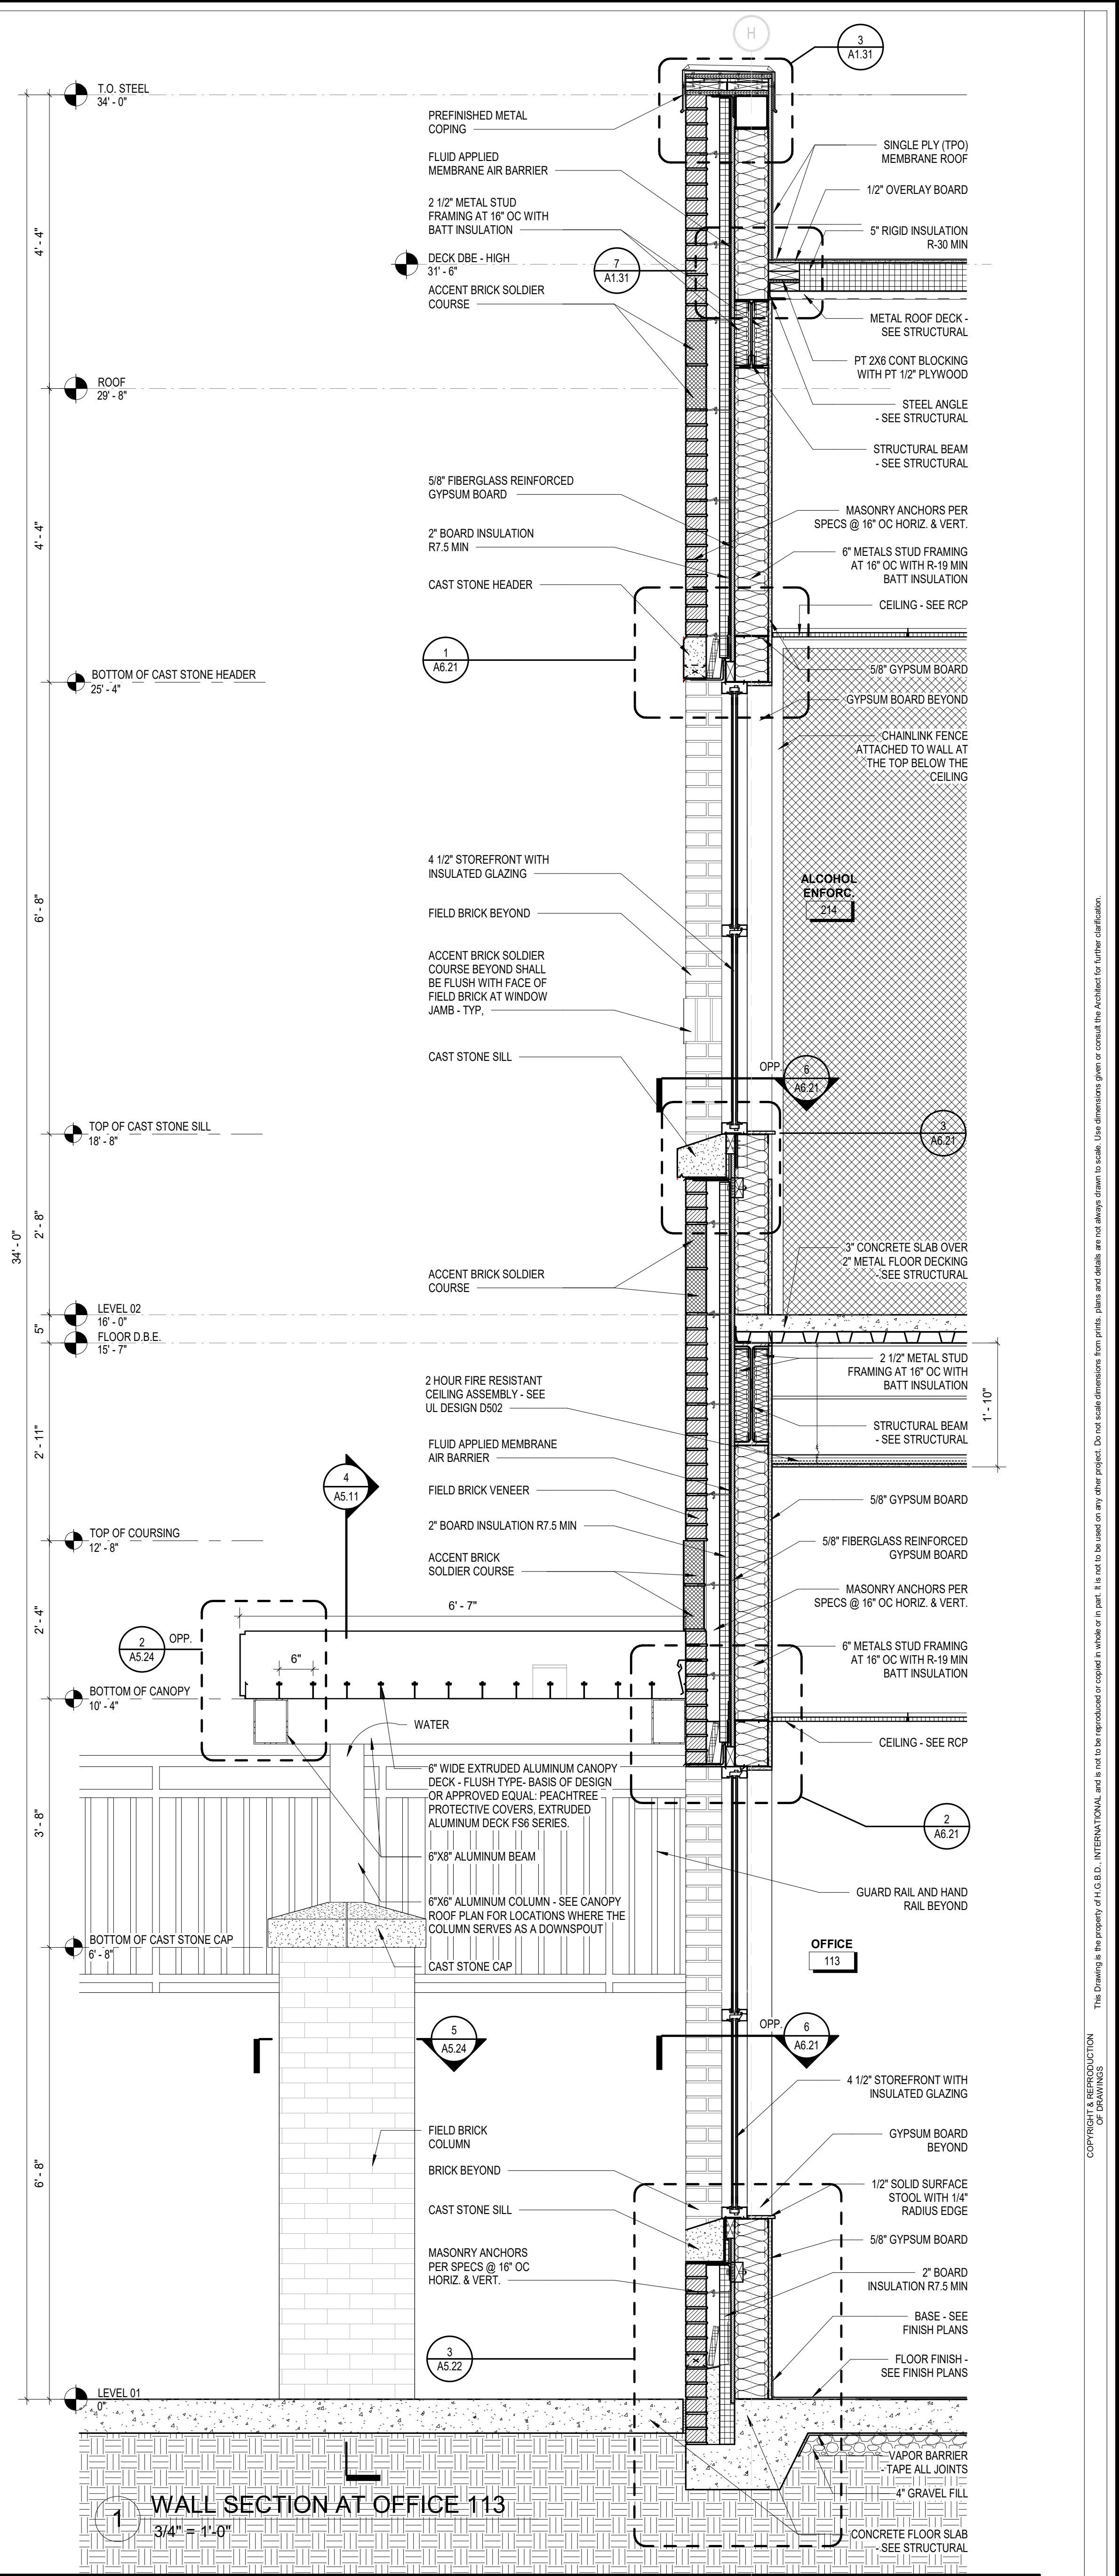 H
3
A1.31
T.O. STEEL
34' - 0"
PREFINISHED METAL
COPING
FLUID APPLIED
MEMBRANE AIR BARRIER
2 1/2" METAL STUD
FRAMING AT 16" OC WITH
BATT INSULATION
DECK DBE - HIGH
31' - 6"
7
A1.31
ACCENT BRICK SOLDIER
COURSE
SINGLE PLY (TPO)
MEMBRANE ROOF
1/2" OVERLAY BOARD
5" RIGID INSULATION
R-30 MIN
METAL ROOF DECK -
SEE STRUCTURAL
PT 2X6 CONT BLOCKING
WITH PT 1/2" PLYWOOD
STEEL ANGLE
- SEE STRUCTURAL
STRUCTURAL BEAM
- SEE STRUCTURAL
4' - 4"
ROOF
29' - 8"
4' - 4"
5/8" FIBERGLASS REINFORCED
GYPSUM BOARD
2" BOARD INSULATION
R7.5 MIN
CAST STONE HEADER
MASONRY ANCHORS PER
SPECS @ 16" OC HORIZ. & VERT.
6" METALS STUD FRAMING
AT 16" OC WITH R-19 MIN
BATT INSULATION
CEILING - SEE RCP
1
A6.21
BOTTOM OF CAST STONE HEADER
25' - 4"
5/8" GYPSUM BOARD
GYPSUM BOARD BEYOND
CHAINLINK FENCE
ATTACHED TO WALL AT
THE TOP BELOW THE
CEILING
6' - 8"
4 1/2" STOREFRONT WITH
INSULATED GLAZING
FIELD BRICK BEYOND
ACCENT BRICK SOLDIER
COURSE BEYOND SHALL
BE FLUSH WITH FACE OF
FIELD BRICK AT WINDOW
JAMB - TYP,
CAST STONE SILL
ALCOHOL
ENFORC.
214
OPP.
6
A6.21
3
A6.21
TOP OF CAST STONE SILL
18' - 8"
2' - 8"
34' - 0"
ACCENT BRICK SOLDIER
COURSE
3" CONCRETE SLAB OVER
2" METAL FLOOR DECKING
- SEE STRUCTURAL
LEVEL 02
16' - 0"
5"
FLOOR D.B.E.
15' - 7"
2 1/2" METAL STUD
FRAMING AT 16" OC WITH
BATT INSULATION
1' - 10"
STRUCTURAL BEAM
- SEE STRUCTURAL
2 HOUR FIRE RESISTANT
CEILING ASSEMBLY - SEE
UL DESIGN D502
FLUID APPLIED MEMBRANE
AIR BARRIER
FIELD BRICK VENEER
2" BOARD INSULATION R7.5 MIN
ACCENT BRICK
SOLDIER COURSE
2' - 11"
4
A5.11
5/8" GYPSUM BOARD
5/8" FIBERGLASS REINFORCED
GYPSUM BOARD
MASONRY ANCHORS PER
SPECS @ 16" OC HORIZ. & VERT.
6" METALS STUD FRAMING
AT 16" OC WITH R-19 MIN
BATT INSULATION
CEILING - SEE RCP
TOP OF COURSING
12' - 8"
2' - 4"
6' - 7"
2
A5.24
OPP.
6"
BOTTOM OF CANOPY
10' - 4"
WATER
6" WIDE EXTRUDED ALUMINUM CANOPY
DECK - FLUSH TYPE- BASIS OF DESIGN
OR APPROVED EQUAL: PEACHTREE
PROTECTIVE COVERS, EXTRUDED
ALUMINUM DECK FS6 SERIES.
6"X8" ALUMINUM BEAM
6"X6" ALUMINUM COLUMN - SEE CANOPY
ROOF PLAN FOR LOCATIONS WHERE THE
COLUMN SERVES AS A DOWNSPOUT
CAST STONE CAP
2
A6.21
GUARD RAIL AND HAND
RAIL BEYOND
3' - 8"
BOTTOM OF CAST STONE CAP
6' - 8"
OFFICE
113
5
A5.24
OPP.
6
A6.21
4 1/2" STOREFRONT WITH
INSULATED GLAZING
6' - 8"
FIELD BRICK
COLUMN
BRICK BEYOND
CAST STONE SILL
MASONRY ANCHORS
PER SPECS @ 16" OC
HORIZ. & VERT.
GYPSUM BOARD
BEYOND
1/2" SOLID SURFACE
STOOL WITH 1/4"
RADIUS EDGE
5/8" GYPSUM BOARD
2" BOARD
INSULATION R7.5 MIN
BASE - SEE
FINISH PLANS
FLOOR FINISH -
SEE FINISH PLANS
3
A5.22
LEVEL 01
0"
VAPOR BARRIER
- TAPE ALL JOINTS
4" GRAVEL FILL
CONCRETE FLOOR SLAB
- SEE STRUCTURAL
1
WALL SECTION AT OFFICE 113
3/4" = 1'-0"
COPYRIGHT & REPRODUCTION
OF DRAWINGS
This Drawing is the property of H.G.B.D., INTERNATIONAL and is not to be reproduced or copied in whole or in part. It is not to be used on any other project. Do not scale dimensions from prints. plans and details are not always drawn to scale. Use dimensions given or consult the Architect for further clarification.